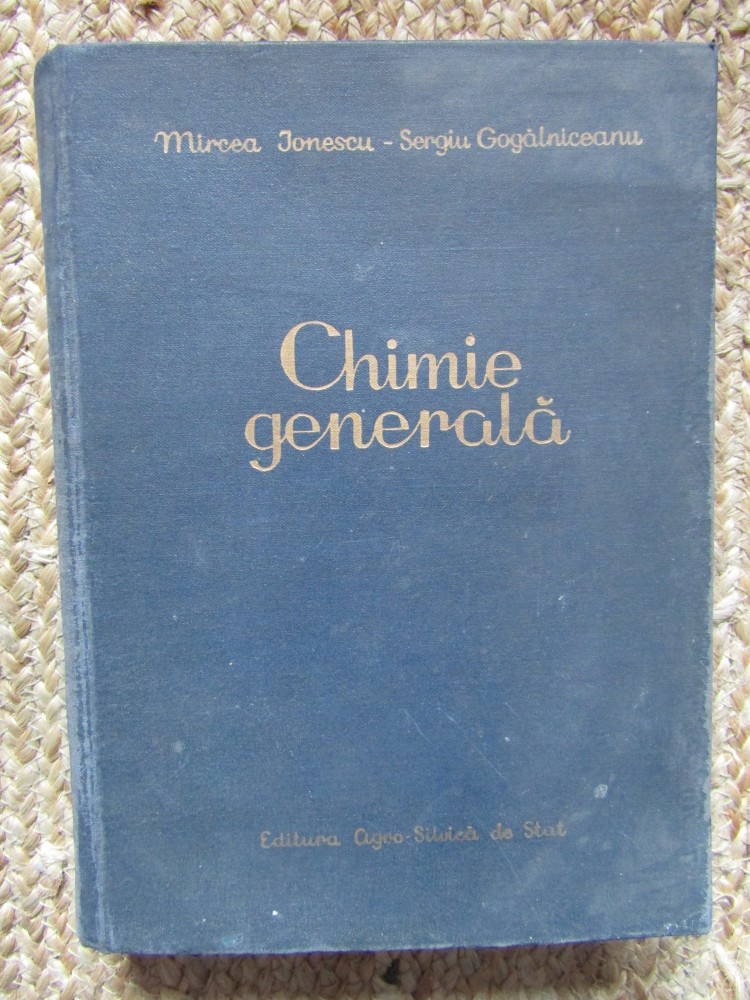 Mircea Ionescu - Sergiu Gogălniceanu
Chimie
generală
Editura Agro-Silvică de Stat